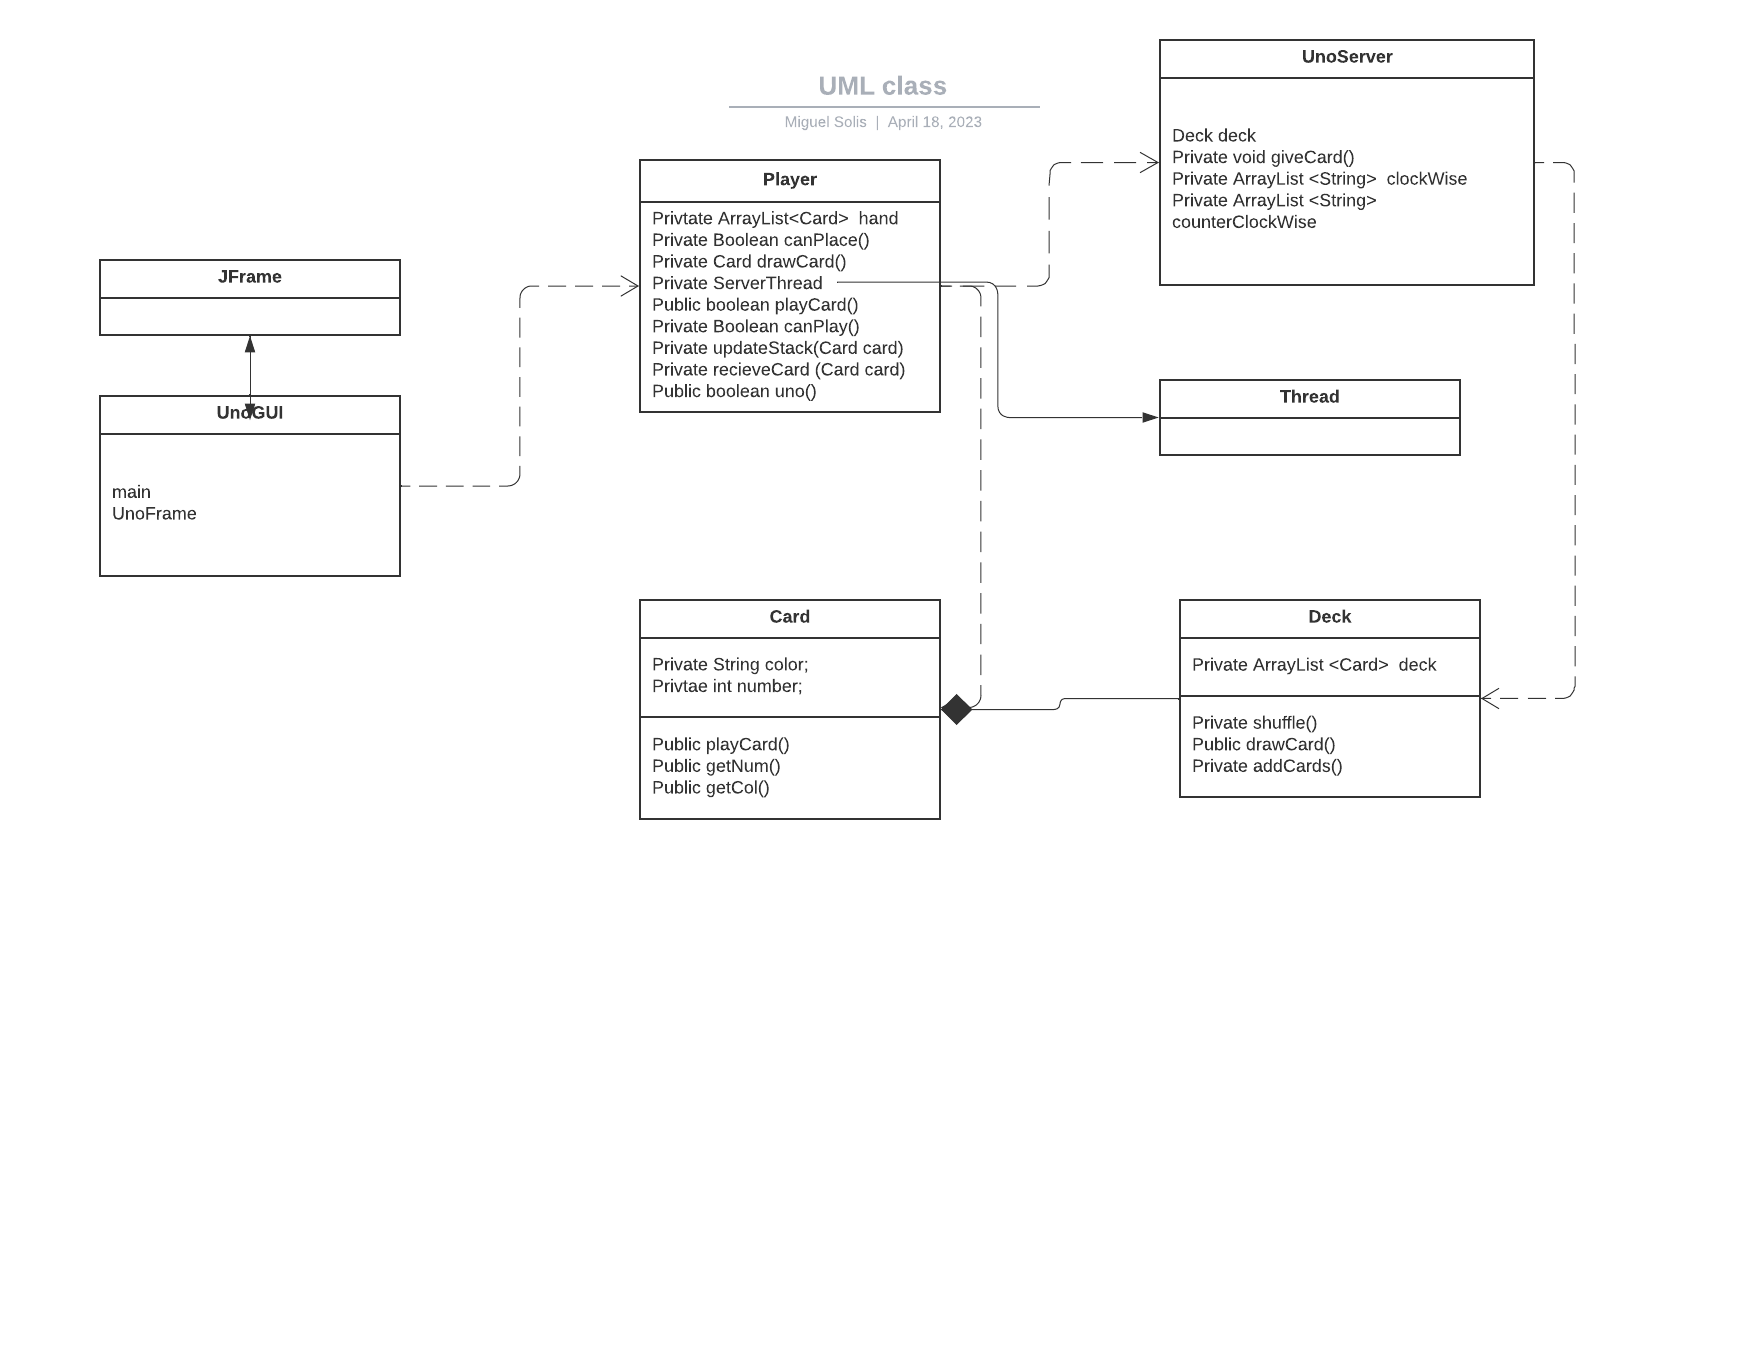 UML class
Miguel Solis | April 18, 2023
UnoServer
Deck deck
Private void giveCard()
Private ArrayList <String>  clockWise
Private ArrayList <String>
counterClockWise
Player
Privtate ArrayList<Card>  hand
Private Boolean canPlace()
Private Card drawCard()
Private ServerThread
Public boolean playCard()
Private Boolean canPlay()
Private updateStack(Card card)
Private recieveCard (Card card)
Public boolean uno()
JFrame
UnoGUI
main
UnoFrame
Thread
Card
Private String color;
Privtae int number;
Public playCard()
Public getNum()
Public getCol()
Deck
Private ArrayList <Card>  deck
Private shuffle()
Public drawCard()
Private addCards()